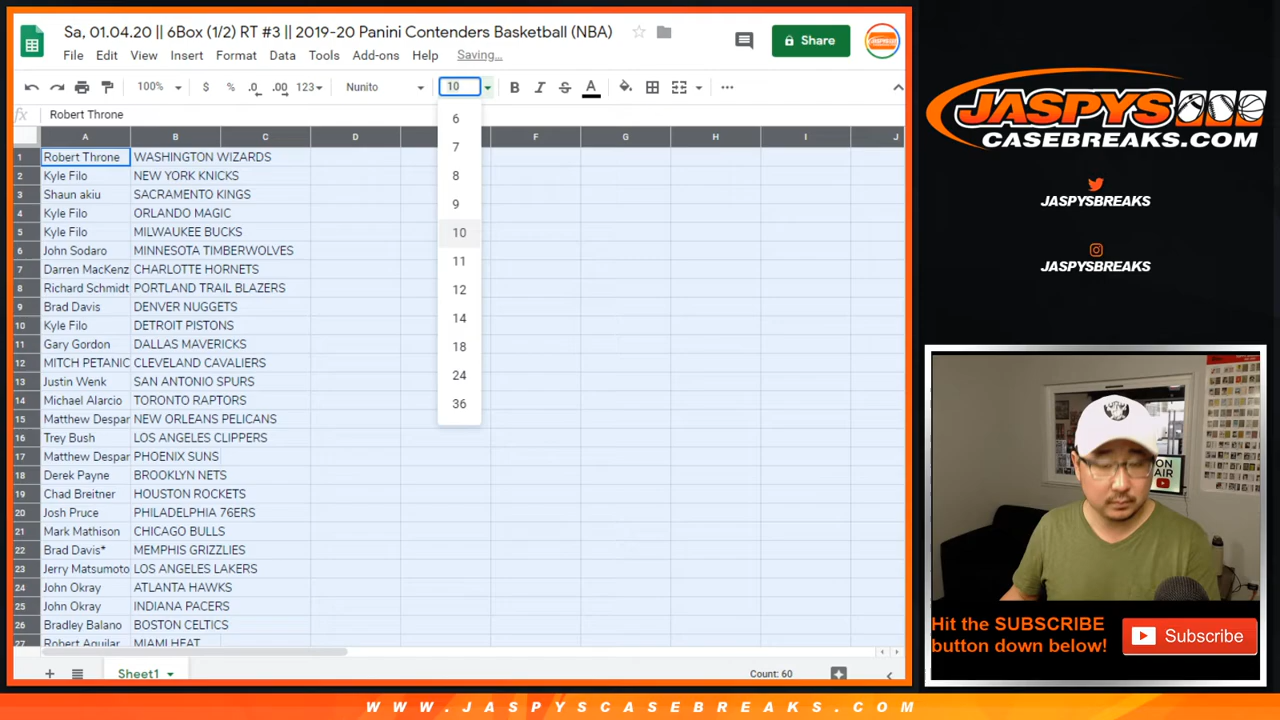 Sa, 01.04.20 || 6Box (1/2) RT #3 || 2019-20 Panini Contenders Basketball (NBA)
File Edit View Insert Format Data Tools Add-ons Help Saving...
Share
100% $ % .0 .00 123 Nunito 10 B I S A
fx Robert Throne
A B C D F G H I J
1 Robert Throne WASHINGTON WIZARDS
2 Kyle Filo NEW YORK KNICKS
3 Shaun akiu SACRAMENTO KINGS
4 Kyle Filo ORLANDO MAGIC
5 Kyle Filo MILWAUKEE BUCKS
6 John Sodaro MINNESOTA TIMBERWOLVES
7 Darren MacKenz CHARLOTTE HORNETS
8 Richard Schmidt PORTLAND TRAIL BLAZERS
9 Brad Davis DENVER NUGGETS
10 Kyle Filo DETROIT PISTONS
11 Gary Gordon DALLAS MAVERICKS
12 MITCH PETANIC CLEVELAND CAVALIERS
13 Justin Wenk SAN ANTONIO SPURS
14 Michael Alarcio TORONTO RAPTORS
15 Matthew Despar NEW ORLEANS PELICANS
16 Trey Bush LOS ANGELES CLIPPERS
17 Matthew Despar PHOENIX SUNS
18 Derek Payne BROOKLYN NETS
19 Chad Breitner HOUSTON ROCKETS
20 Josh Pruce PHILADELPHIA 76ERS
21 Mark Mathison CHICAGO BULLS
22 Brad Davis* MEMPHIS GRIZZLIES
23 Jerry Matsumoto LOS ANGELES LAKERS
24 John Okray ATLANTA HAWKS
25 John Okray INDIANA PACERS
26 Bradley Balano BOSTON CELTICS
27 Robert Aguilar MIAMI HEAT
6
7
8
9
10
11
12
14
18
24
36
Sheet1
Count: 60
JASPYS
CASEBREAKS.COM
JASPYSBREAKS
JASPYSBREAKS
ON
AIR
Hit the SUBSCRIBE
button down below!
Subscribe
WWW.JASPYSCASEBREAKS.COM